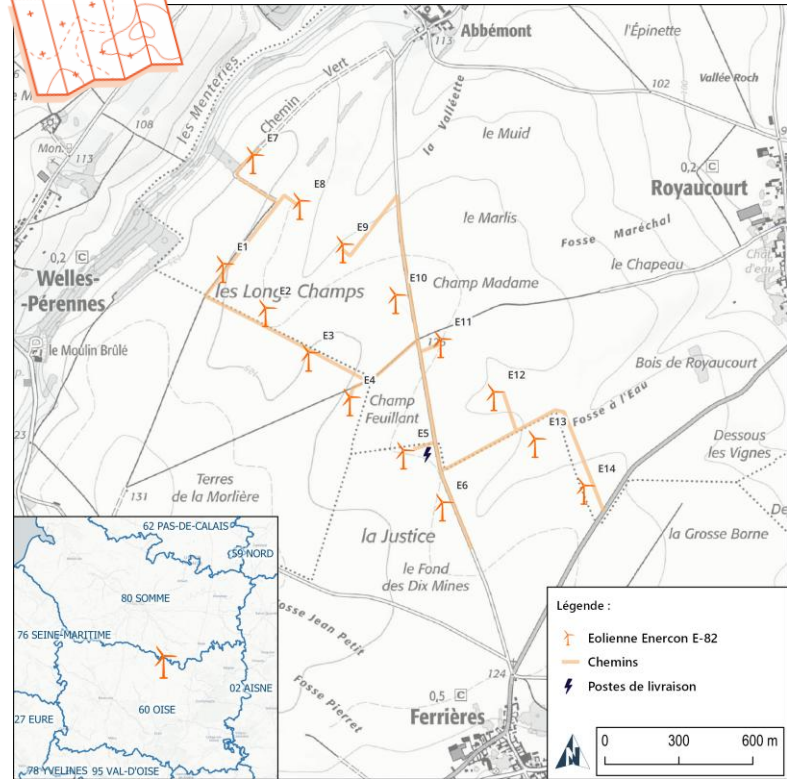 Abbémont
113
l'Épinette
Vallée Roch
102
les Menteries
Chemin Vert
la Valléette
108
Mon.
113
le Muid
E7
0,2 C
Royaucourt
E8
E9
le Marlis
Fosse Maréchal
0,2 C
E1
le Chapeau
Chât.
d'eau
Welles-
-Pérennes
E2
E10
Champ Madame
les Longs Champs
E3
E11
le Moulin Brûlé
E4
E12
Bois de Royaucourt
Champ
Feuillant
Fosse à l'Eau
E5
E13
Dessous
les Vignes
23
E6
E14
Terres
de la Morlière
131
la Justice
la Grosse Borne
le Fond
des Dix Mines
62 PAS-DE-CALAIS
59 NORD
80 SOMME
76 SEINE-MARITIME
02 AISNE
60 OISE
27 EURE
78 YVELINES
95 VAL-D'OISE
Fosse Jean Petit
Fosse Pierret
124
0,5 C
Ferrières
Légende :
Eolienne Enercon E-82
Chemins
Postes de livraison
N
0
300
600 m